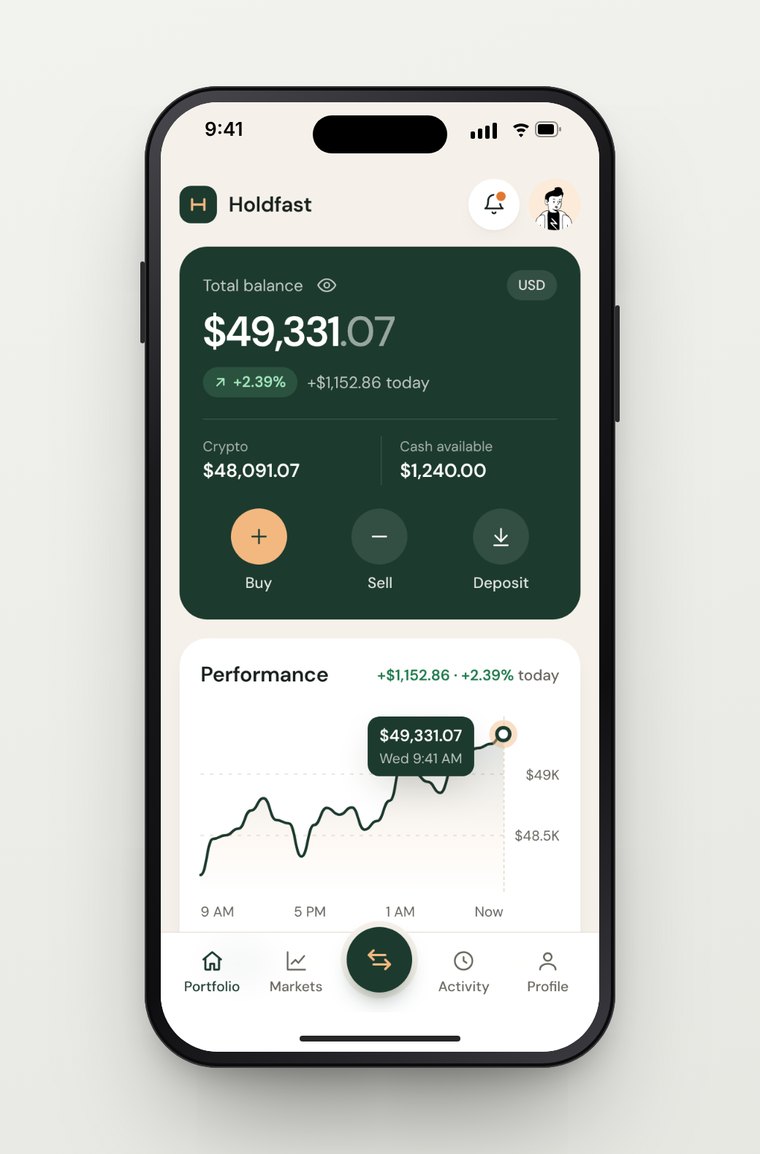 9:41
H Holdfast
Total balance USD
$49,331.07
+2.39% +$1,152.86 today
Crypto Cash available
$48,091.07 $1,240.00
Buy Sell Deposit
Performance +$1,152.86 · +2.39% today
$49,331.07
Wed 9:41 AM
$49K
$48.5K
9 AM 5 PM 1 AM Now
Portfolio Markets Activity Profile